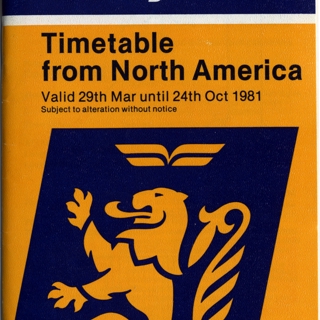 Timetable
from North America
Valid 29th Mar until 24th Oct 1981
Subject to alteration without notice